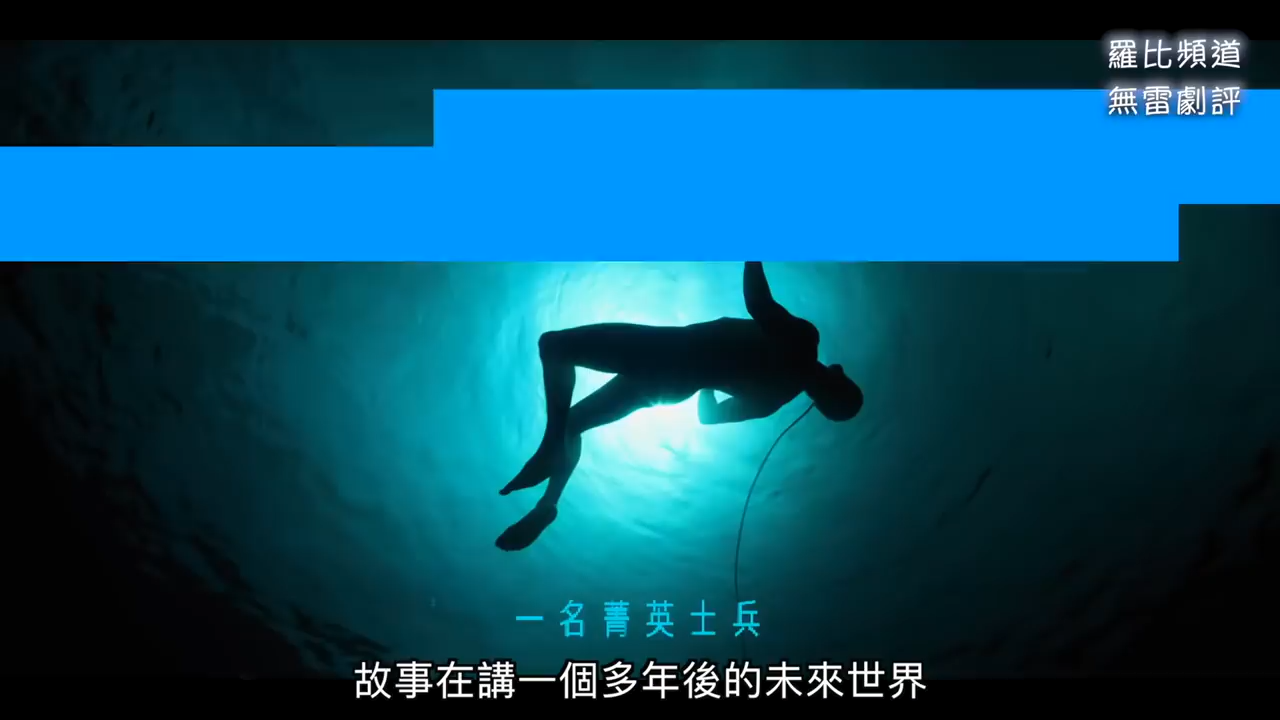 羅比頻道
無雷劇評
一名菁英士兵
故事在講一個多年後的未來世界